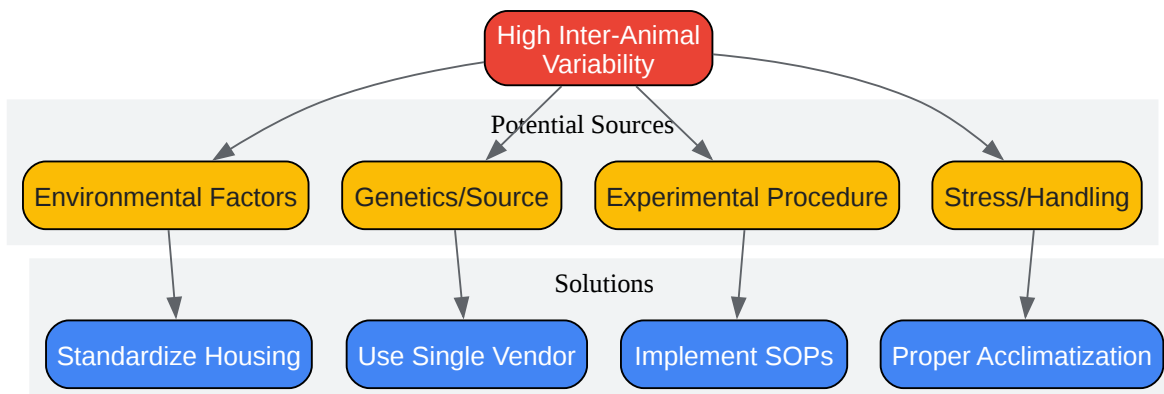 High Inter-Animal
Variability
Potential Sources
Environmental Factors
Genetics/Source
Experimental Procedure
Stress/Handling
Solutions
Standardize Housing
Use Single Vendor
Implement SOPs
Proper Acclimatization